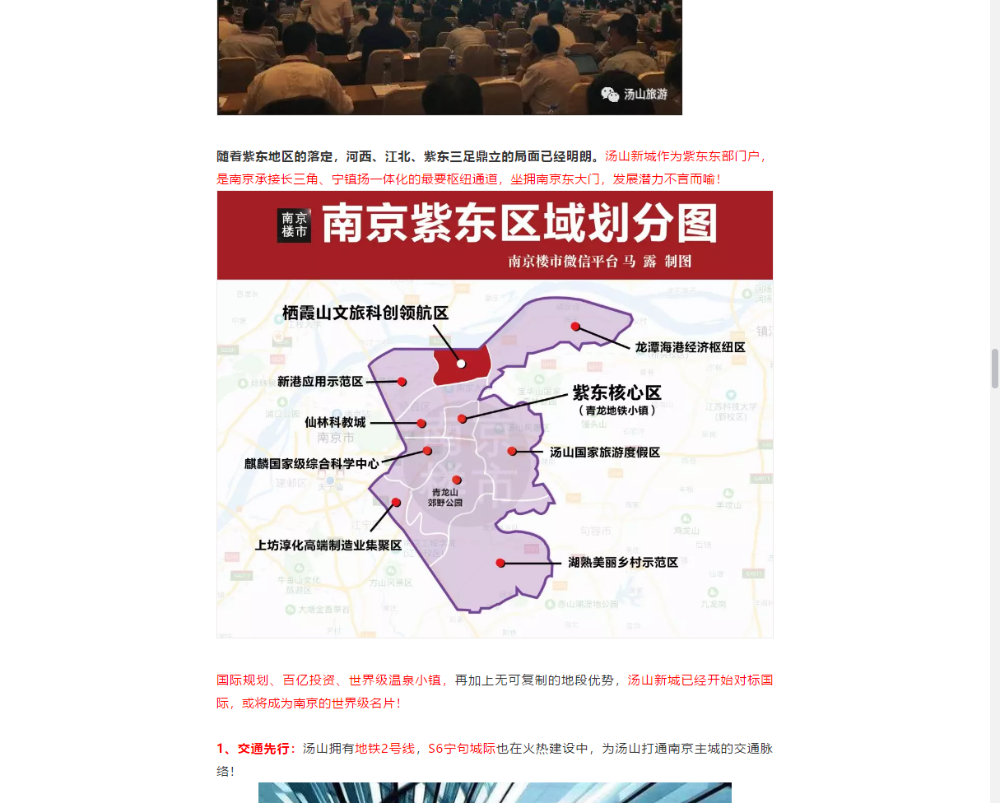 汤山旅游
随着紫东地区的落定，河西、江北、紫东三足鼎立的局面已经明朗。汤山新城作为紫东东部门户，
是南京承接长三角、宁镇扬一体化的最要枢纽通道，坐拥南京东大门，发展潜力不言而喻！
南京
楼市
南京紫东区域划分图
南京楼市微信平台 马 露 制图
栖霞山文旅科创领航区
龙潭海港经济枢纽区
新港应用示范区
紫东核心区
（青龙地铁小镇）
仙林科教城
南京市
汤山国家旅游度假区
麒麟国家级综合科学中心
青龙山
郊野公园
上坊淳化高端制造业集聚区
湖熟美丽乡村示范区
江苏科技大学
(新校区)
句容市
赤山湖湿地公园
九龙岗
万山风景区
国际规划、百亿投资、世界级温泉小镇，再加上无可复制的地段优势，汤山新城已经开始对标国
际，或将成为南京的世界级名片！
1、交通先行：汤山拥有地铁2号线，S6宁句城际也在火热建设中，为汤山打通南京主城的交通脉
络！